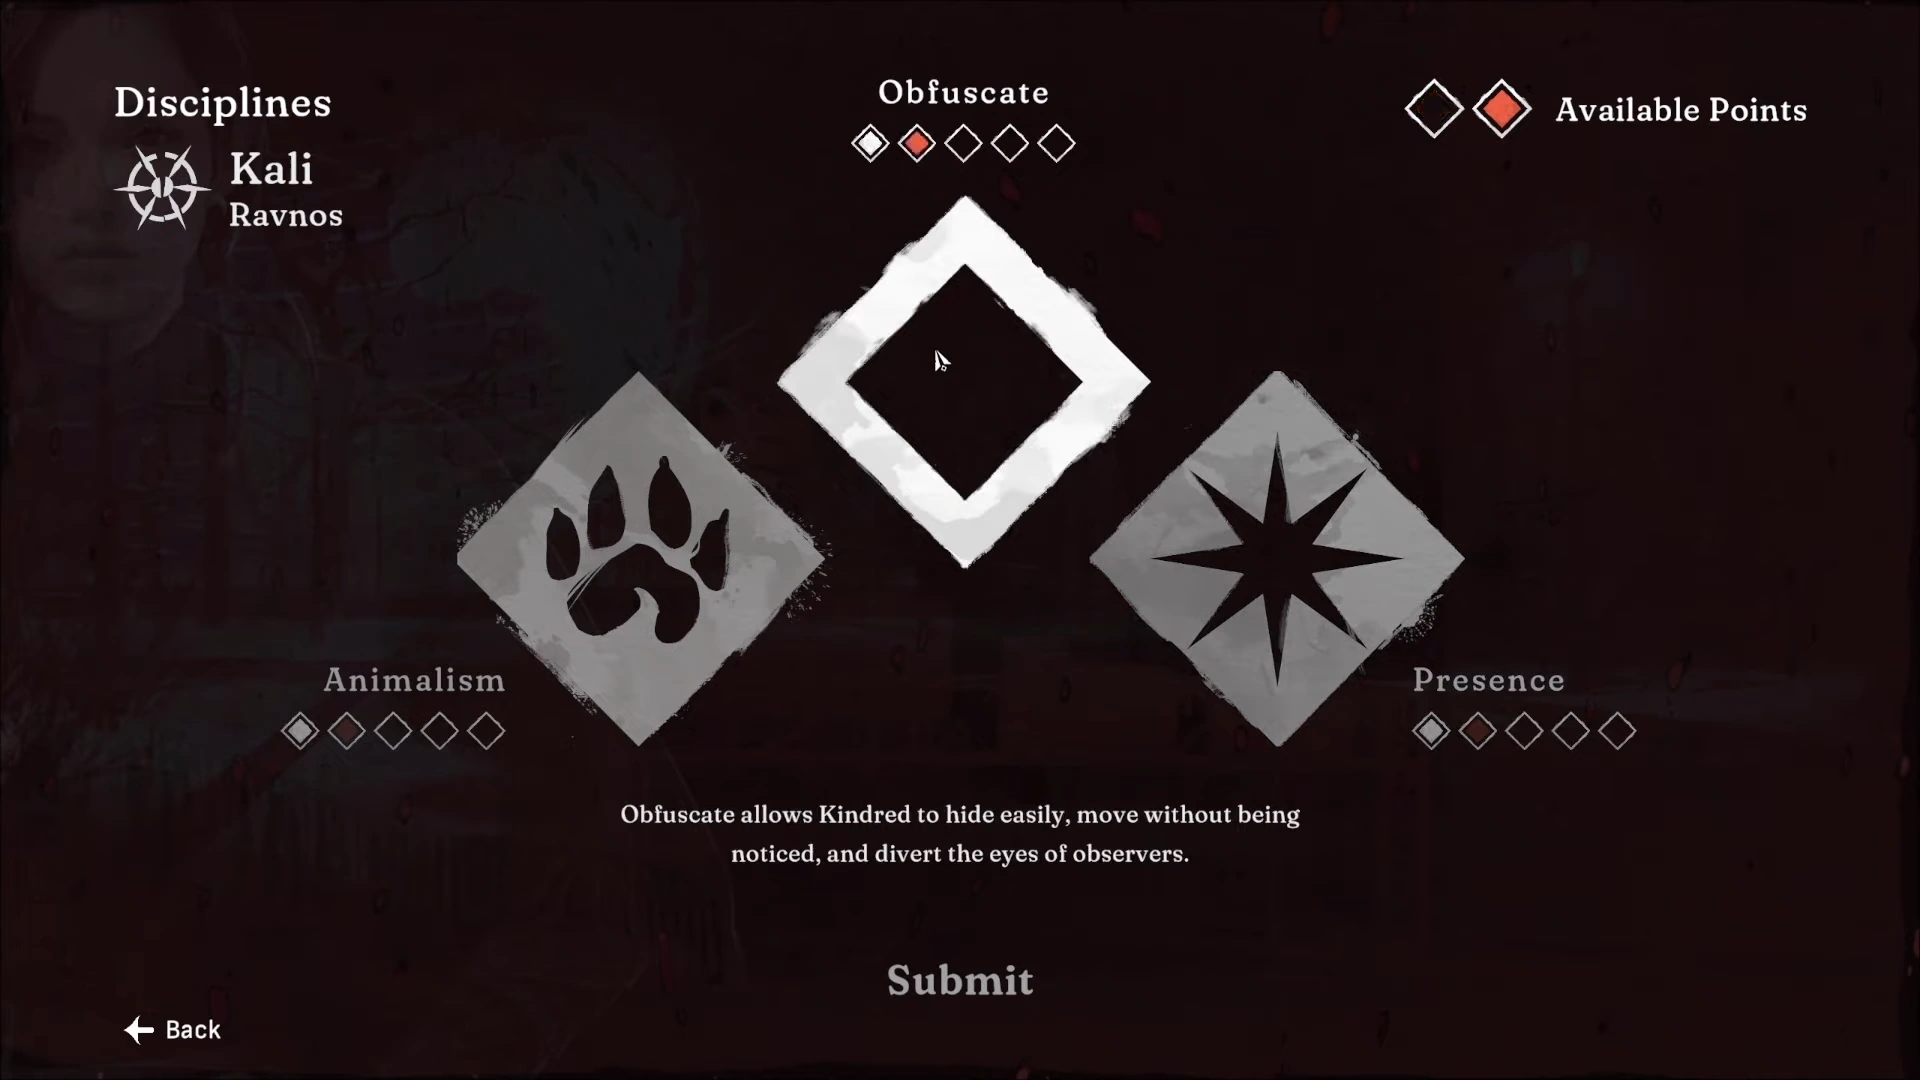 Disciplines
Kali
Ravnos
Obfuscate
Available Points
Animalism
Presence
Obfuscate allows Kindred to hide easily, move without being
noticed, and divert the eyes of observers.
Submit
Back